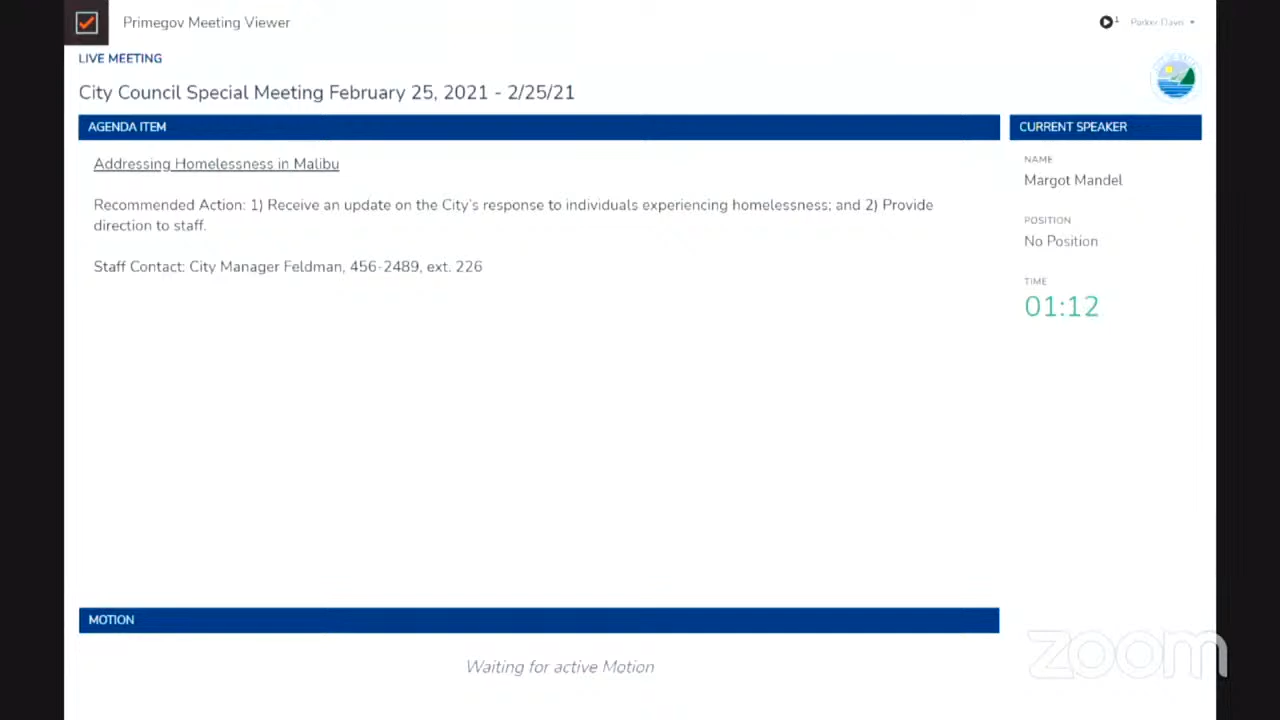 Primegov Meeting Viewer
1
Parker Davis
LIVE MEETING
City Council Special Meeting February 25, 2021 - 2/25/21
AGENDA ITEM
CURRENT SPEAKER
Addressing Homelessness in Malibu
NAME
Margot Mandel
Recommended Action: 1) Receive an update on the City's response to individuals experiencing homelessness; and 2) Provide
direction to staff.
POSITION
No Position
Staff Contact: City Manager Feldman, 456-2489, ext. 226
TIME
01:12
MOTION
Waiting for active Motion
zoom